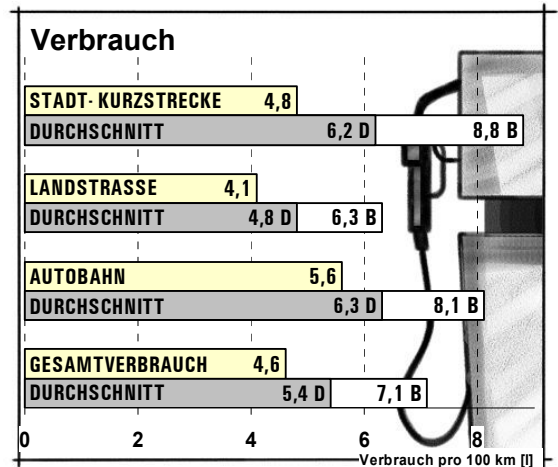 Verbrauch
STADT- KURZSTRECKE 4,8
DURCHSCHNITT 6,2 D 8,8 B
LANDSTRASSE 4,1
DURCHSCHNITT 4,8 D 6,3 B
AUTOBAHN 5,6
DURCHSCHNITT 6,3 D 8,1 B
GESAMTVERBRAUCH 4,6
DURCHSCHNITT 5,4 D 7,1 B
0 2 4 6 8
Verbrauch pro 100 km [l]